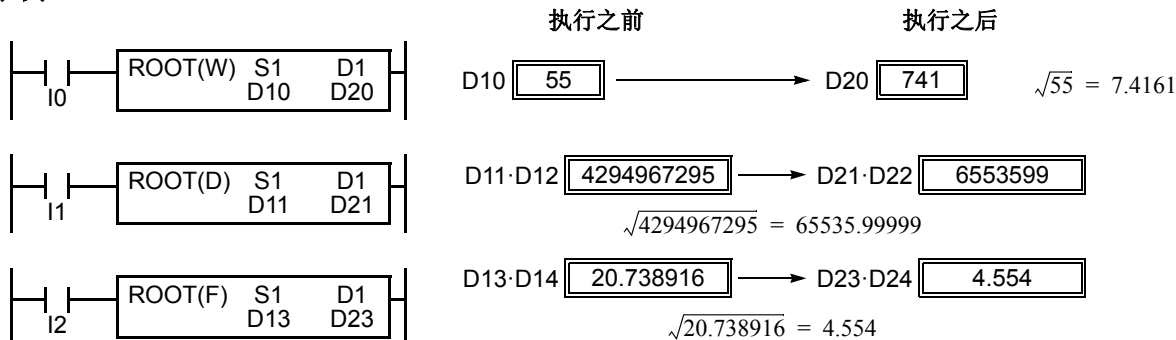 执行之前 执行之后
ROOT(W) S1 D1
D10 D20
I0
D10 55 D20 741 √55 = 7.4161
ROOT(D) S1 D1
D11 D21
I1
D11·D12 4294967295 D21·D22 6553599
√4294967295 = 65535.99999
ROOT(F) S1 D1
D13 D23
I2
D13·D14 20.738916 D23·D24 4.554
√20.738916 = 4.554